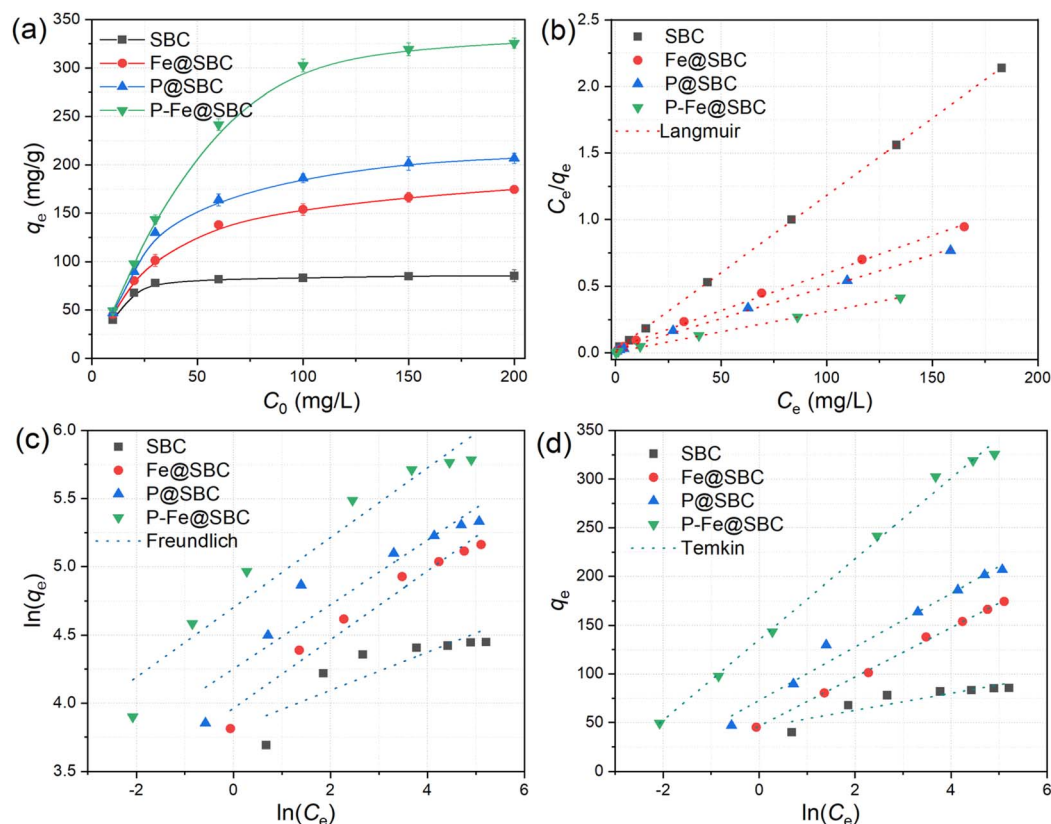 (a)
SBC
Fe@SBC
P@SBC
P-Fe@SBC
350
300
250
200
150
100
50
0
qe (mg/g)
0
50
100
150
200
C0 (mg/L)
(b)
SBC
Fe@SBC
P@SBC
P-Fe@SBC
Langmuir
2.5
2.0
1.5
1.0
0.5
0.0
Ce/qe
0
50
100
150
200
Ce (mg/L)
(c)
SBC
Fe@SBC
P@SBC
P-Fe@SBC
Freundlich
6.0
5.5
5.0
4.5
4.0
3.5
ln(qe)
-2
0
2
4
6
ln(Ce)
(d)
SBC
Fe@SBC
P@SBC
P-Fe@SBC
Temkin
400
350
300
250
200
150
100
50
0
qe
-2
0
2
4
6
ln(Ce)